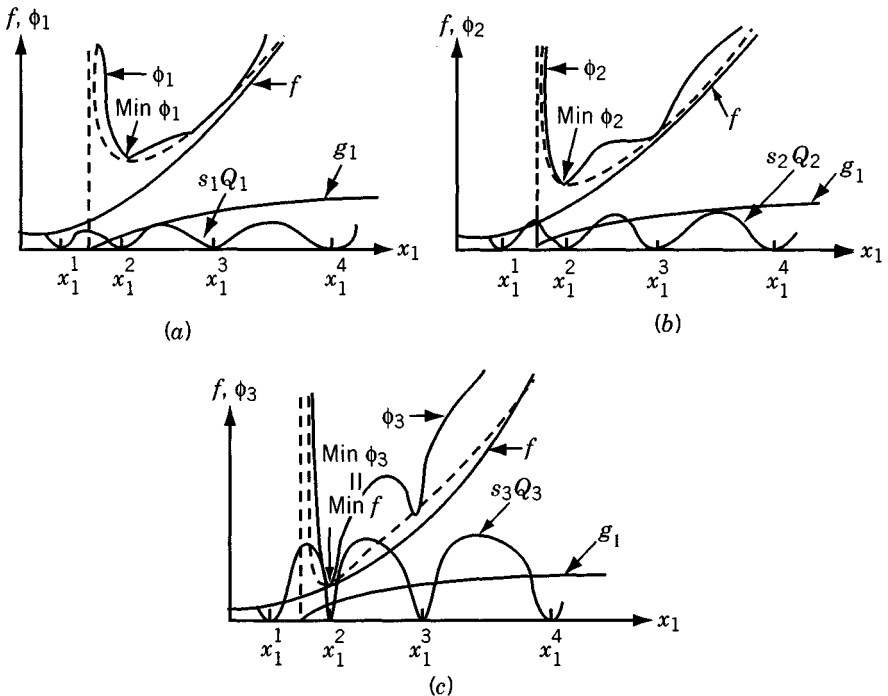 f, ϕ₁
ϕ₁
f
Min ϕ₁
g₁
s₁Q₁
x₁
x₁¹ x₁² x₁³ x₁⁴
(a)
f, ϕ₂
ϕ₂
f
Min ϕ₂
s₂Q₂
g₁
x₁
x₁¹ x₁² x₁³ x₁⁴
(b)
f, ϕ₃
ϕ₃
Min ϕ₃
=
Min f
f
s₃Q₃
g₁
x₁
x₁¹ x₁² x₁³ x₁⁴
(c)